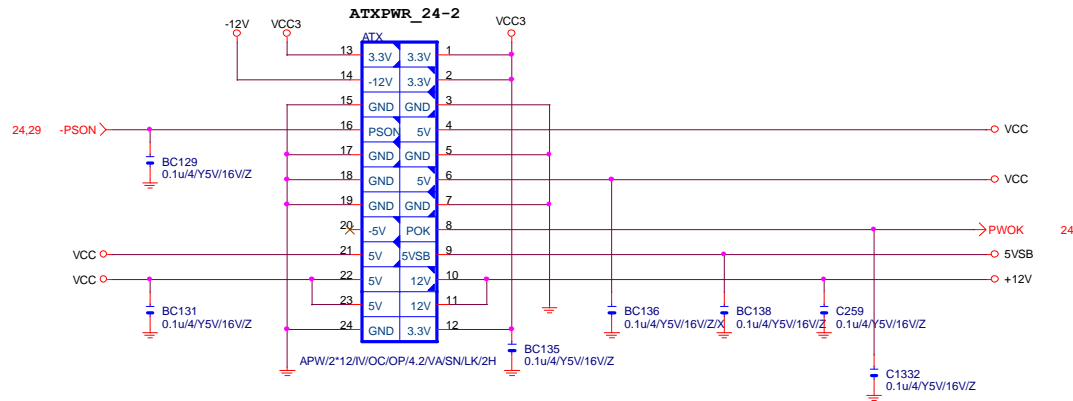 ATXPWR_24-2
-12V VCC3 VCC3
ATX
13 3.3V 3.3V 1
14 -12V 3.3V 2
15 GND GND 3
24,29 -PSON 16 PSON 5V 4 VCC
17 GND GND 5
BC129
0.1u/4/Y5V/16V/Z
18 GND 5V 6 VCC
19 GND GND 7
20 -5V POK 8 PWOK 24
VCC 21 5V 5VSB 9 5VSB
VCC 22 5V 12V 10 +12V
23 5V 12V 11
BC131
0.1u/4/Y5V/16V/Z
BC136
0.1u/4/Y5V/16V/Z/X
BC138
0.1u/4/Y5V/16V/Z
C259
0.1u/4/Y5V/16V/Z
24 GND 3.3V 12
BC135
0.1u/4/Y5V/16V/Z
APW/2*12/IV/OC/OP/4.2/VA/SN/LK/2H
C1332
0.1u/4/Y5V/16V/Z